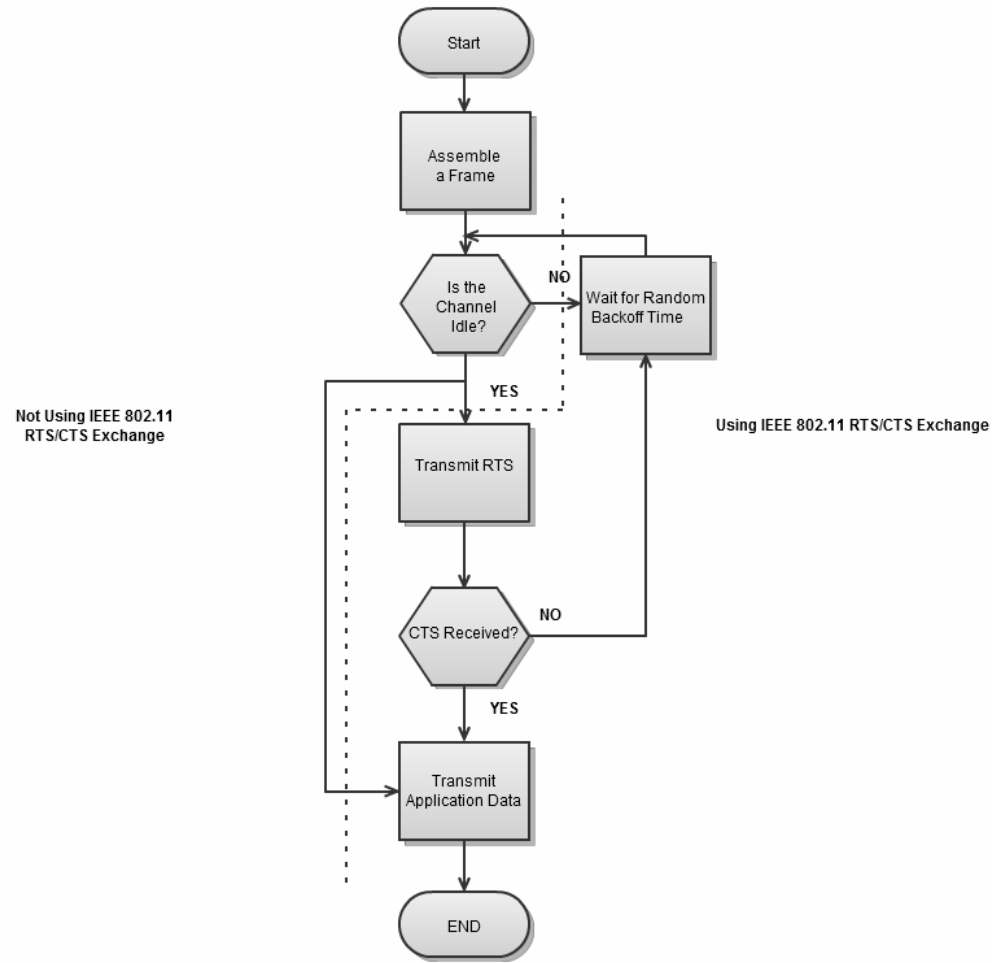 Start
Assemble
a Frame
Is the
Channel
Idle?
NO
Wait for Random
Backoff Time
YES
Not Using IEEE 802.11
RTS/CTS Exchange
Using IEEE 802.11 RTS/CTS Exchange
Transmit RTS
CTS Received?
NO
YES
Transmit
Application Data
END